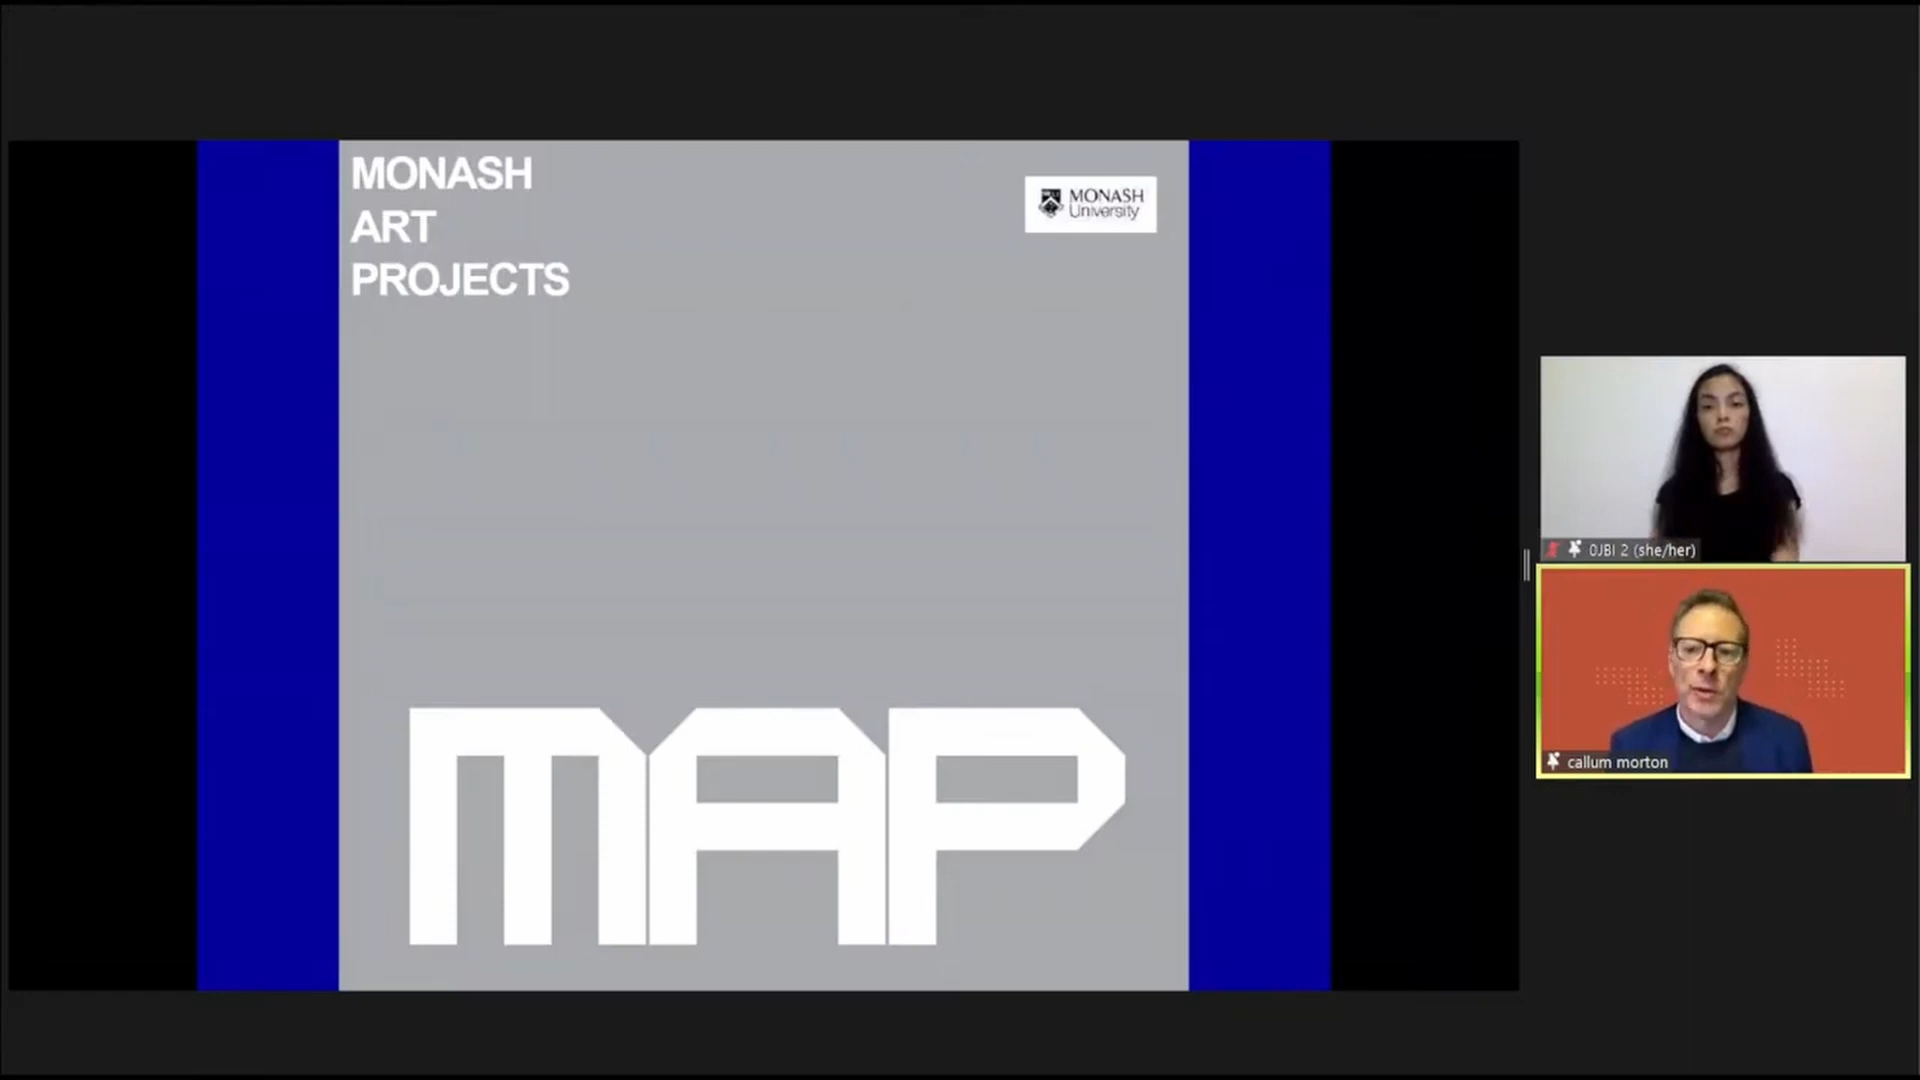 MONASH
ART
PROJECTS
MONASH
University
MAP
OJBI 2 (she/her)
callum morton